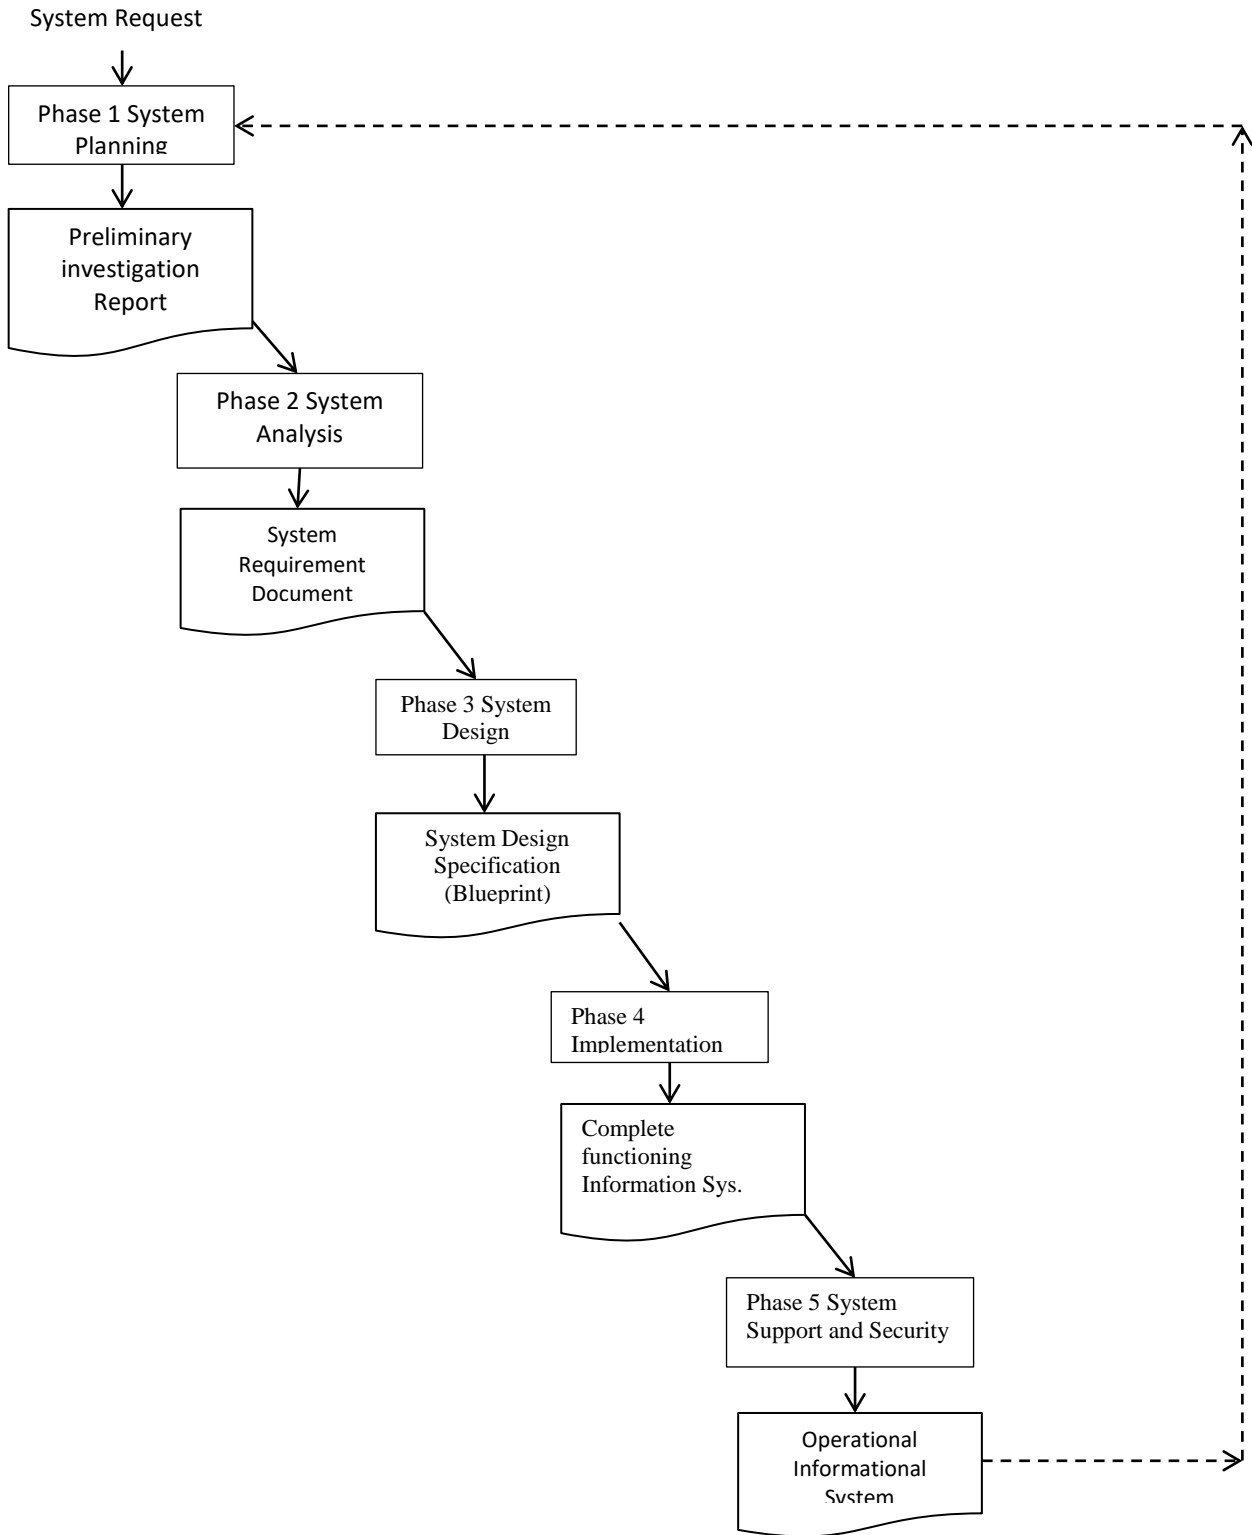 System Request
Phase 1 System
Planning
Preliminary
investigation
Report
Phase 2 System
Analysis
System
Requirement
Document
Phase 3 System
Design
System Design
Specification
(Blueprint)
Phase 4
Implementation
Complete
functioning
Information Sys.
Phase 5 System
Support and Security
Operational
Informational
System